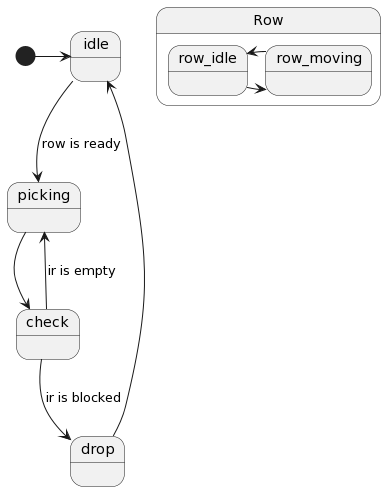 idle
Row
row_idle
row_moving
row is ready
picking
ir is empty
check
ir is blocked
drop